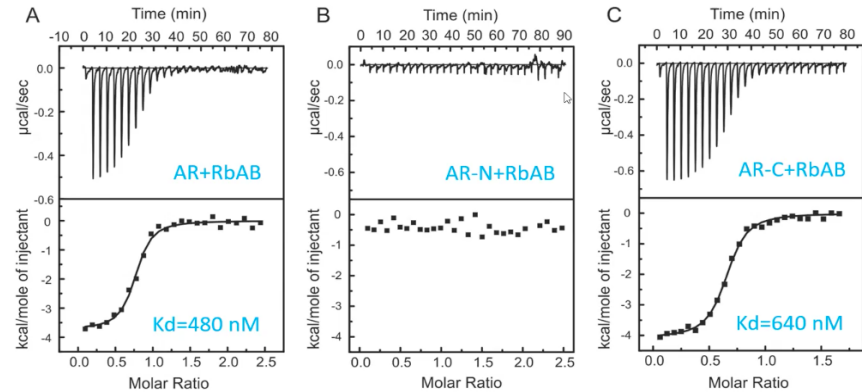 A
Time (min)
-10 0 10 20 30 40 50 60 70 80
0.0
-0.2
-0.4
-0.6
µcal/sec
AR+RbAB
0
-1
-2
-3
-4
kcal/mole of injectant
Kd=480 nM
0.0 0.5 1.0 1.5 2.0 2.5
Molar Ratio
B
Time (min)
0 10 20 30 40 50 60 70 80 90
0.0
-0.2
-0.4
-0.6
µcal/sec
AR-N+RbAB
0
-1
-2
-3
-4
kcal/mole of injectant
0.0 0.5 1.0 1.5 2.0 2.5
Molar Ratio
C
Time (min)
0 10 20 30 40 50 60 70 80
0.0
-0.2
-0.4
-0.6
µcal/sec
AR-C+RbAB
0
-1
-2
-3
-4
kcal/mole of injectant
Kd=640 nM
0.0 0.5 1.0 1.5
Molar Ratio